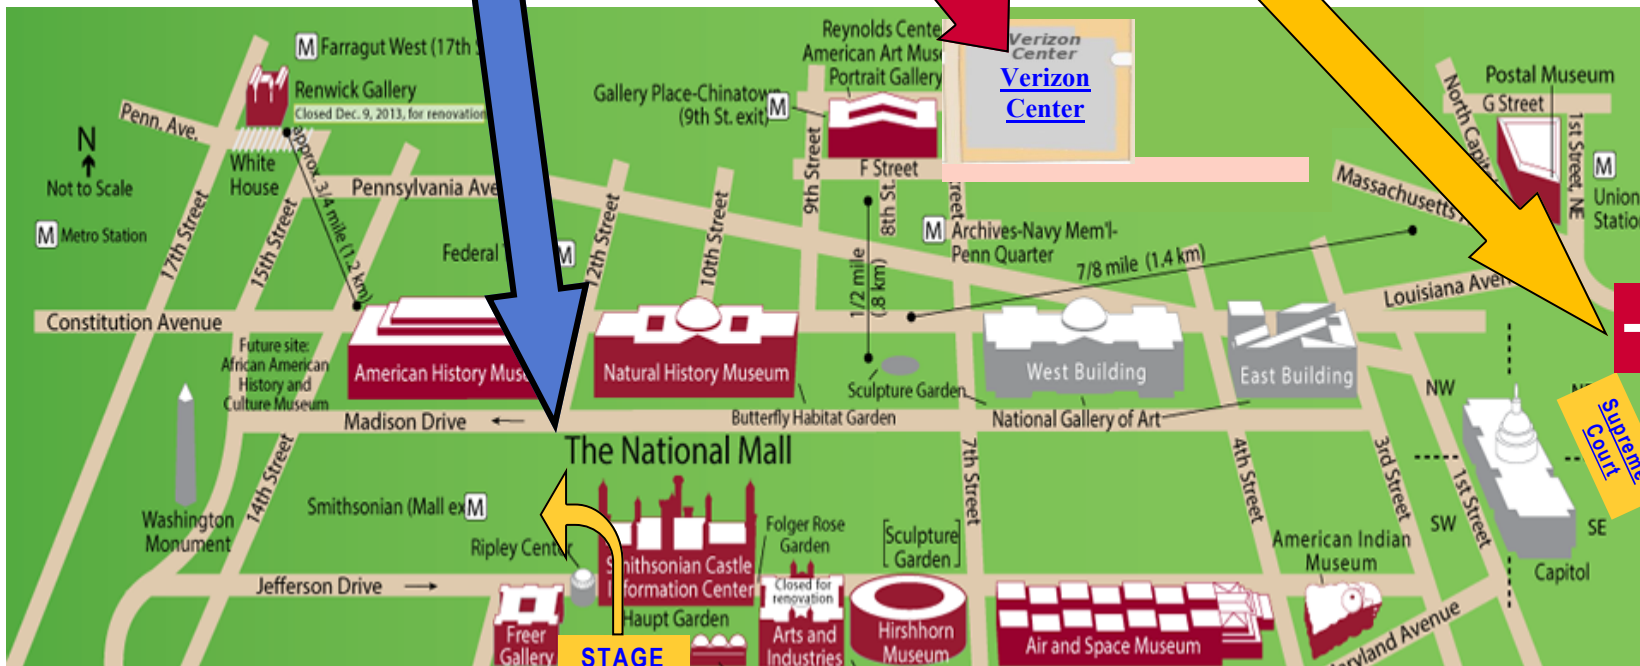 Farragut West (17th
Renwick Gallery
Closed Dec. 9, 2013, for renovation
Penn. Ave.
N
Not to Scale
White
House
M Metro Station
approx. 3/4 mile (1.2 km)
17th Street
15th Street
Pennsylvania Ave
Federal
M
12th Street
10th Street
Reynolds
American Art
Portrait Gallery
Gallery Place-Chinatown
(9th St. exit)
M
9th Street
F Street
8th St.
Verizon
Center
Verizon
Center
M Archives-Navy Mem'l-
Penn Quarter
1/2 mile
(.8 km)
7/8 mile (1.4 km)
Massachusetts
North
Postal Museum
G Street
1st Street, NE
M
Union
Louisiana
Constitution Avenue
Future site:
African American
History and
Culture Museum
American History
Natural History Museum
Sculpture Garden
West Building
East Building
Butterfly Habitat Garden
National Gallery of Art
Madison Drive
The National Mall
14th Street
Washington
Monument
Smithsonian (Mall
M
Ripley Center
Smithsonian Castle
Information Center
Folger Rose
Garden
Sculpture
Garden
7th Street
4th Street
3rd Street
1st Street
NW
SW
SE
Supreme
Court
Capitol
American Indian
Museum
Jefferson Drive
Freer
Gallery
Haupt Garden
STAGE
Closed for
renovation
Arts and
Industries
Hirshhorn
Museum
Air and Space Museum
Avenue